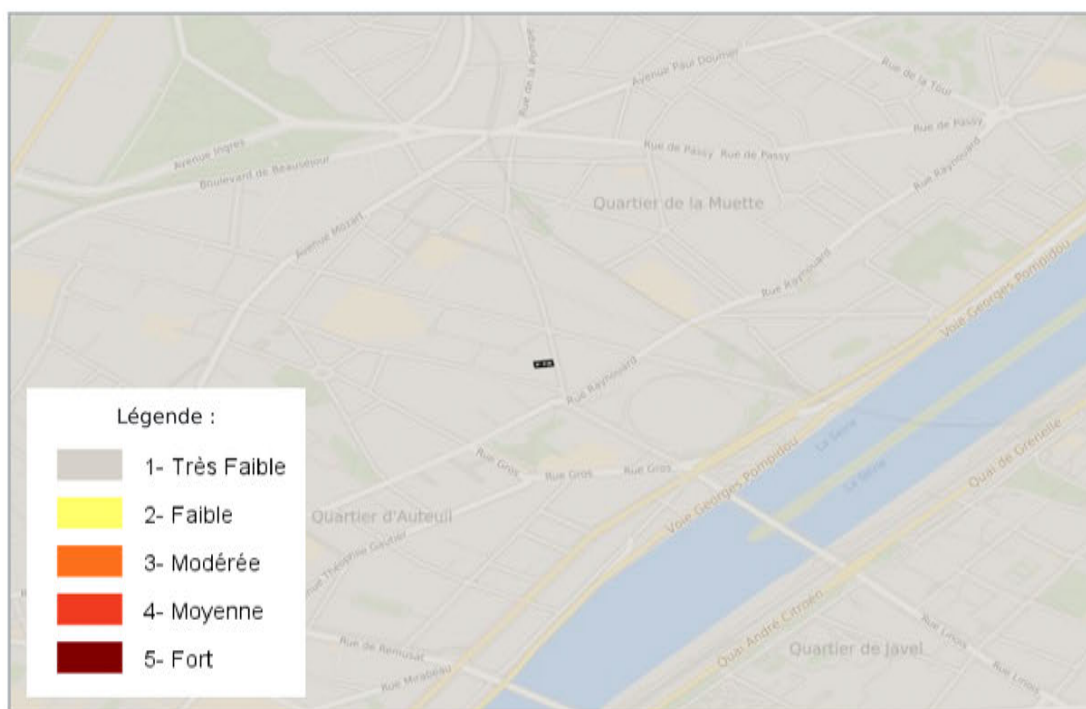 Avenue Paul Doumer
Rue de la Pompe
Rue de la Tour
Avenue Ingres
Boulevard de Beauséjour
Rue de Passy
Rue de Passy
Rue de Passy
Rue Raynouard
Quartier de la Muette
Avenue Mozart
Rue Raynouard
Voie Georges Pompidou
Rue Raynouard
Légende :
1- Très Faible
2- Faible
3- Modérée
4- Moyenne
5- Fort
Rue Gros
Rue Gros
Rue Gros
La Seine
La Seine
Quai de Grenelle
Voie Georges Pompidou
Quartier d'Auteuil
Théophile Gautier
Quai André Citroën
Rue Linois
Rue Linois
Quartier de Javel
Rue de Rémusat
Rue Mirabeau